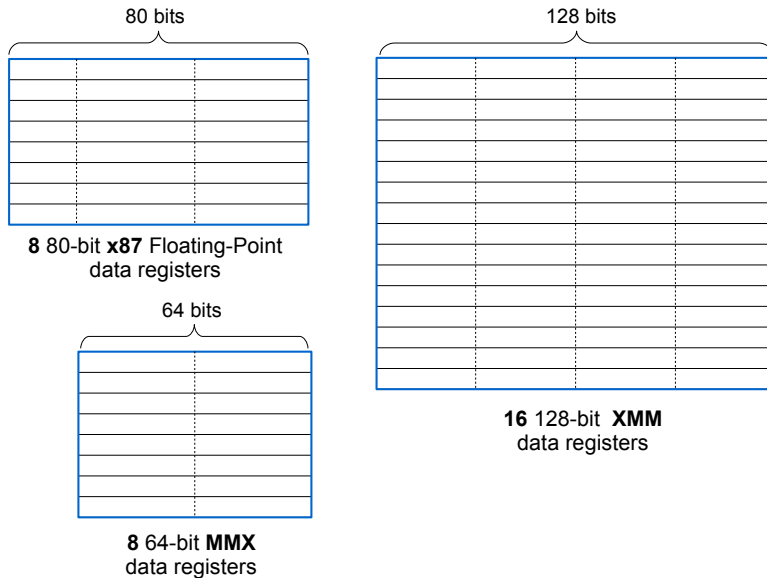 80 bits
8 80-bit x87 Floating-Point
data registers
64 bits
8 64-bit MMX
data registers
128 bits
16 128-bit XMM
data registers